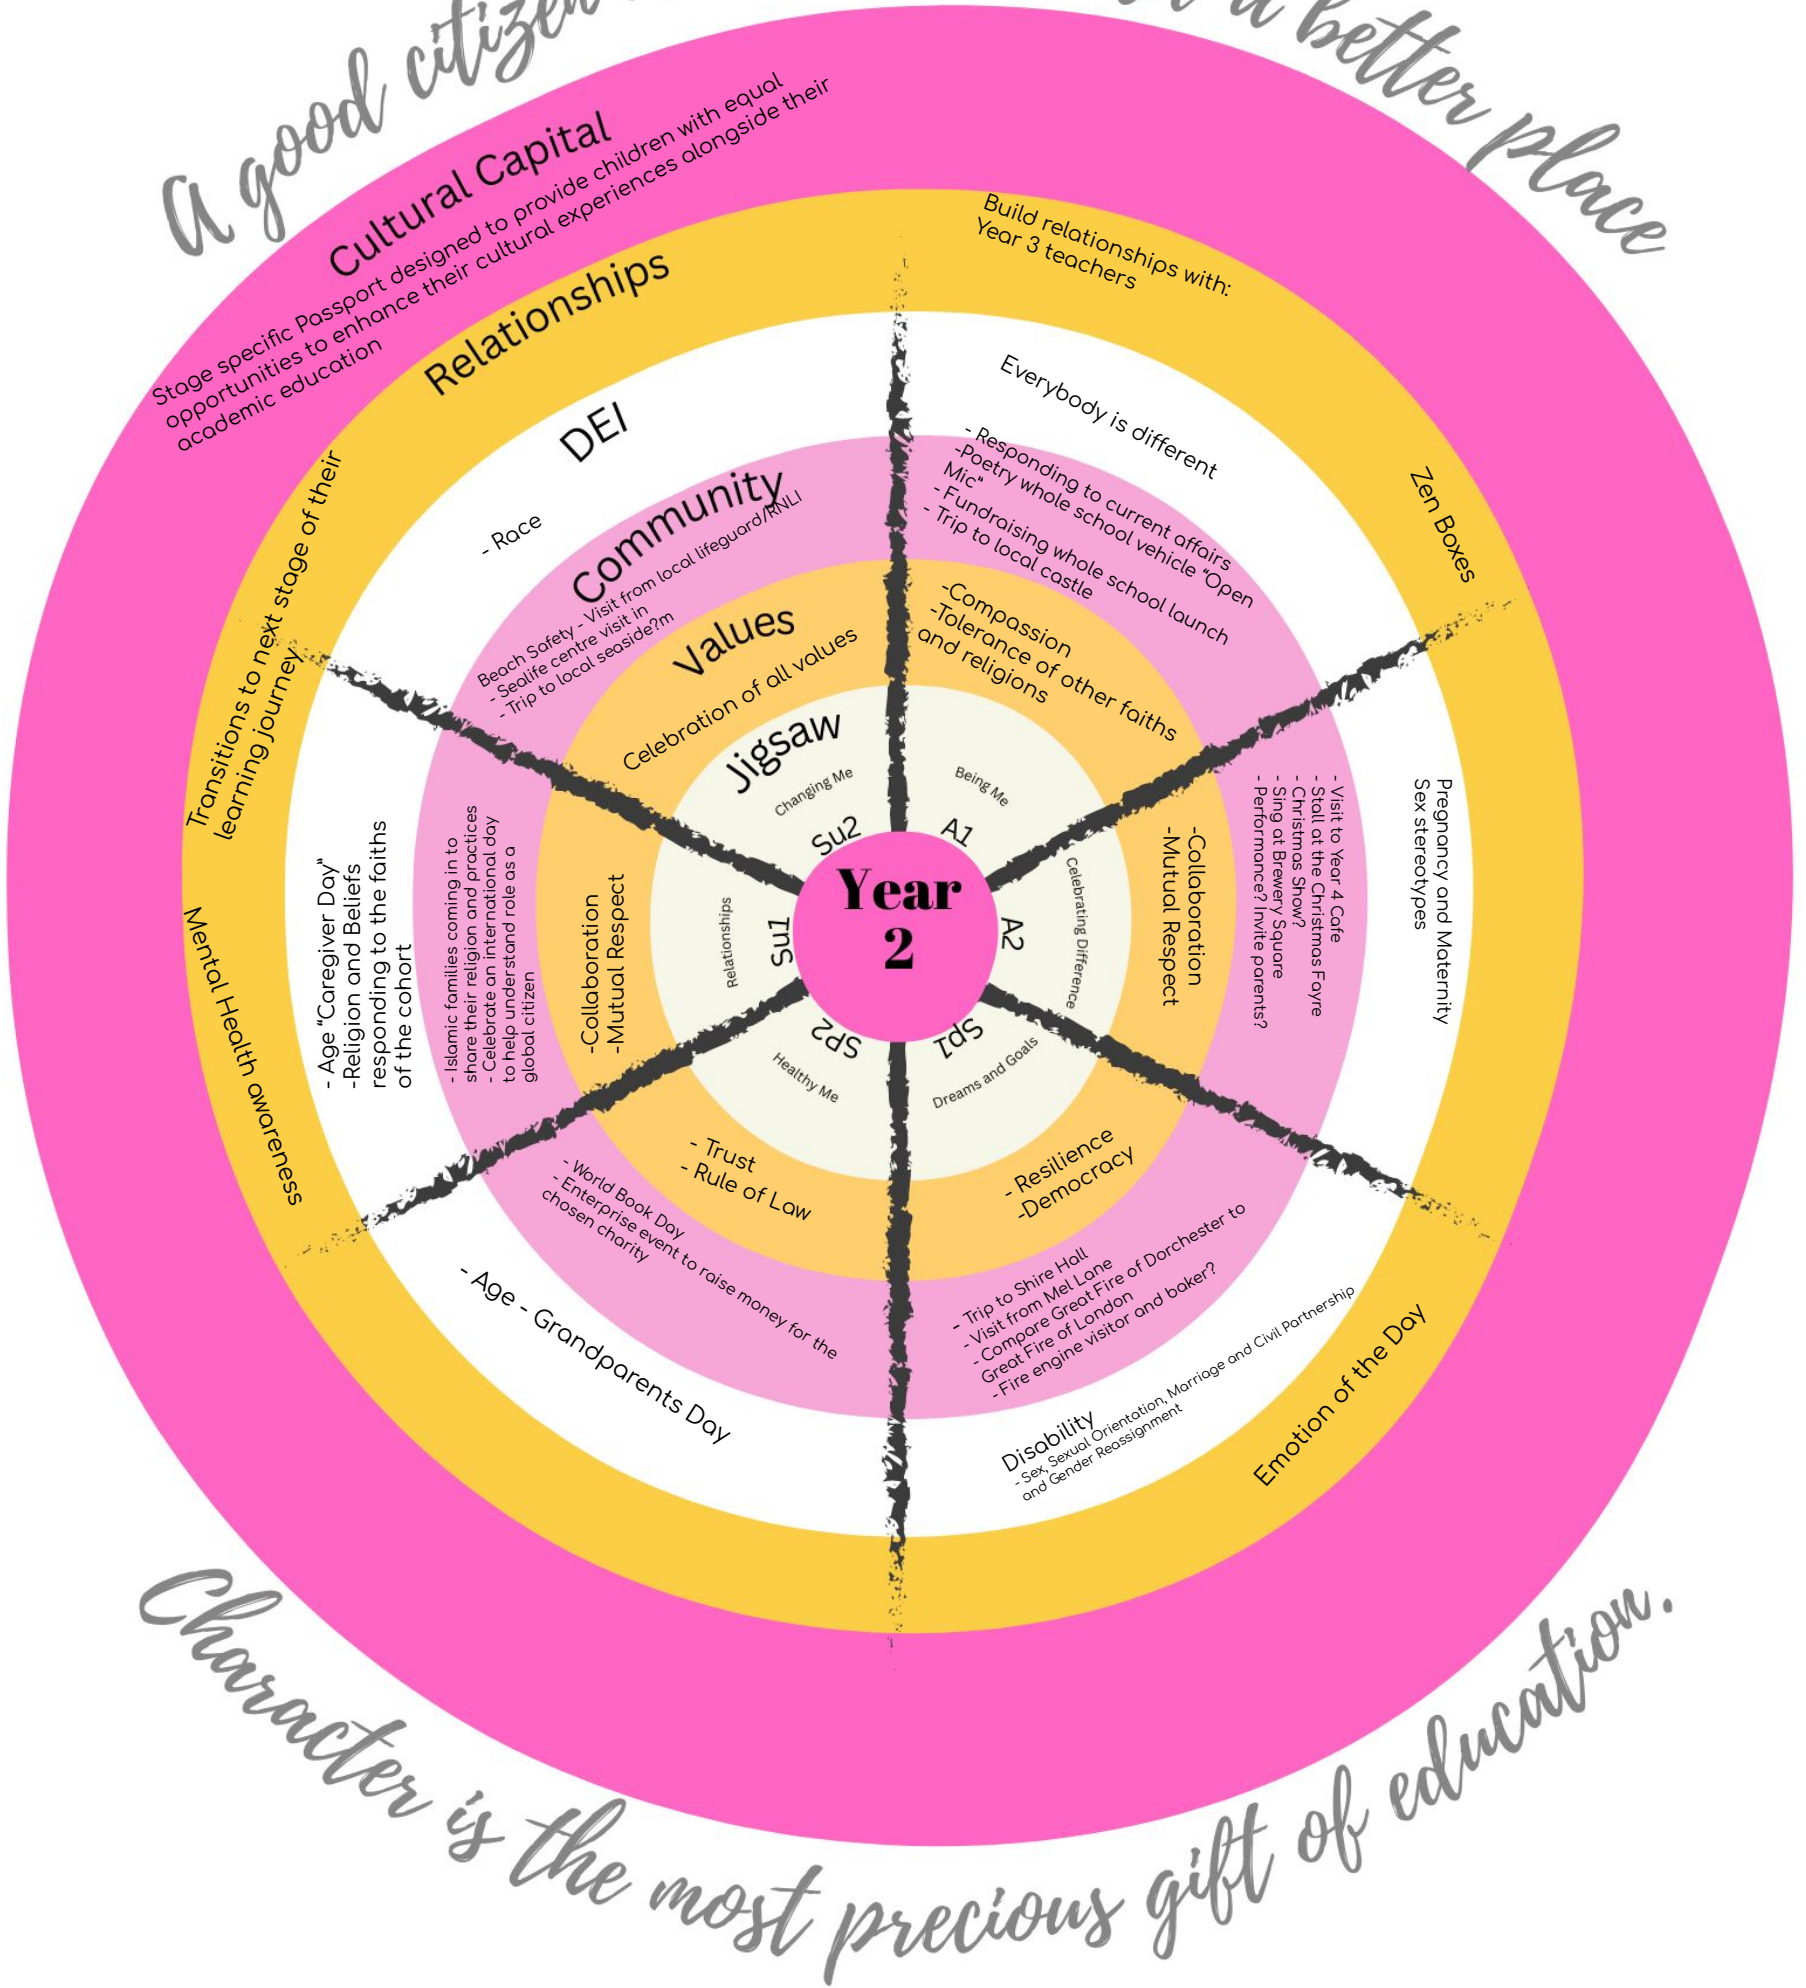 A good citizen
a better place
Cultural Capital
Stage specific Passport designed to provide children with equal
opportunities to enhance their cultural experiences alongside their
academic education
Relationships
Build relationships with:
Year 3 teachers
Zen Boxes
Emotion of the Day
Mental Health awareness
Transitions to next stage of their
learning journey
DEI
- Race
Everybody is different
Pregnancy and Maternity
Sex stereotypes
Disability
- Sex, Sexual Orientation, Marriage and Civil Partnership
and Gender Reassignment
- Age - Grandparents Day
- Age "Caregiver Day"
-Religion and Beliefs
responding to the faiths
of the cohort
Community
Beach Safety - Visit from local lifeguard/RNLI
- Sealife centre visit in
- Trip to local seaside?m
- Responding to current affairs
-Poetry whole school vehicle “Open
Mic"
- Fundraising whole school launch
- Trip to local castle
- Visit to Year 4 Cafe
- Stall at the Christmas Fayre
- Christmas Show?
- Sing at Brewery Square
- Performance? Invite parents?
- Trip to Shire Hall
- Visit from Mel Lane
- Compare Great Fire of Dorchester to
Great Fire of London
-Fire engine visitor and baker?
- World Book Day
- Enterprise event to raise money for the
chosen charity
- Islamic families coming in to
share their religion and practices
- Celebrate an international day
to help understand role as a
global citizen
Values
Celebration of all values
-Compassion
-Tolerance of other faiths
and religions
-Collaboration
-Mutual Respect
- Resilience
-Democracy
- Trust
- Rule of Law
-Collaboration
-Mutual Respect
Jigsaw
Changing Me
Su2
Being Me
A1
Celebrating Difference
A2
Dreams and Goals
Sp1
Healthy Me
SP2
Relationships
Su1
Year
2
Character is the most precious gift of education.